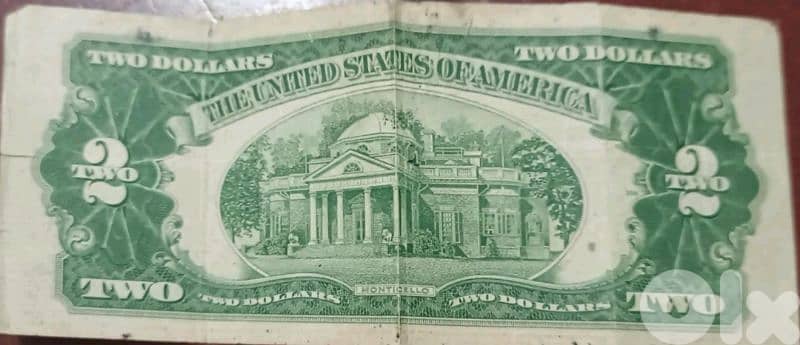 TWO DOLLARS TWO DOLLARS
THE UNITED STATES OF AMERICA
2 2
TWO TWO
MONTICELLO
TWO TWO DOLLARS TWO DOLLARS TWO
olx